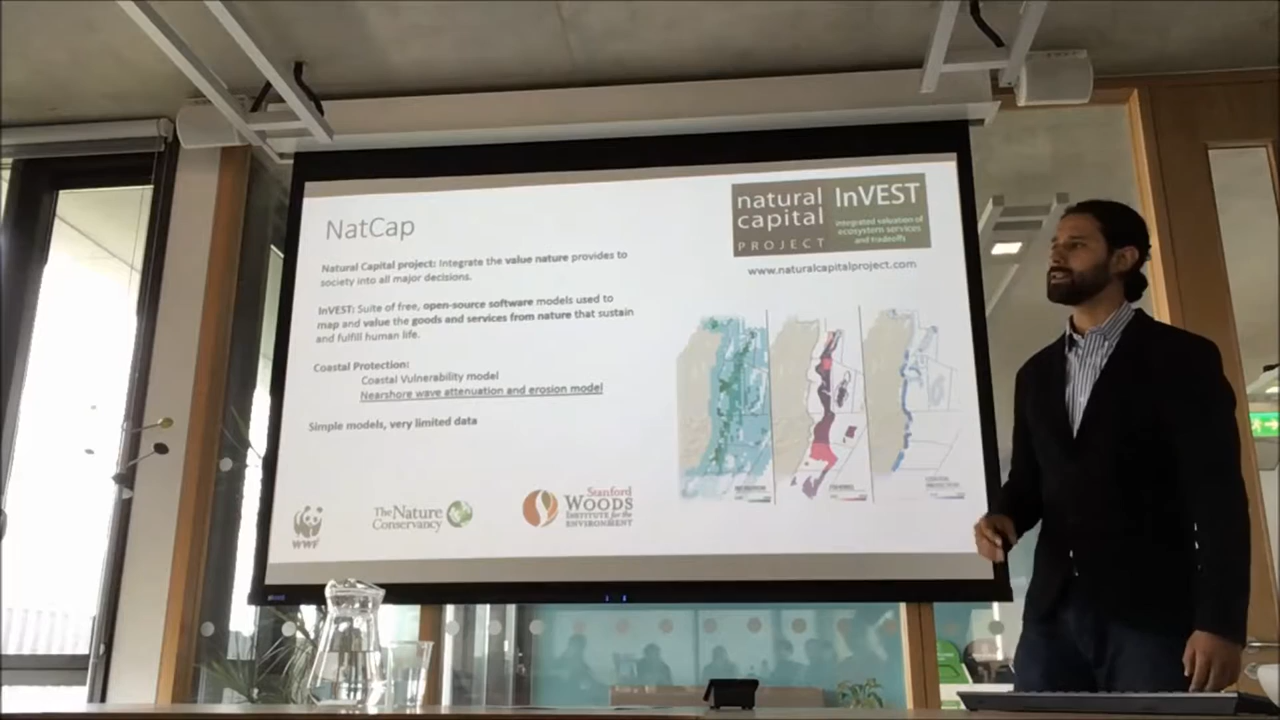 NatCap
natural
capital
PROJECT
InVEST
integrated valuation of
ecosystem services
and tradeoffs
www.naturalcapitalproject.com
Natural Capital project: Integrate the value nature provides to
society into all major decisions.
InVEST: Suite of free, open-source software models used to
map and value the goods and services from nature that sustain
and fulfill human life.
Coastal Protection:
Coastal Vulnerability model
Nearshore wave attenuation and erosion model
Simple models, very limited data
WWF
The Nature
Conservancy
Stanford
WOODS
INSTITUTE for the
ENVIRONMENT